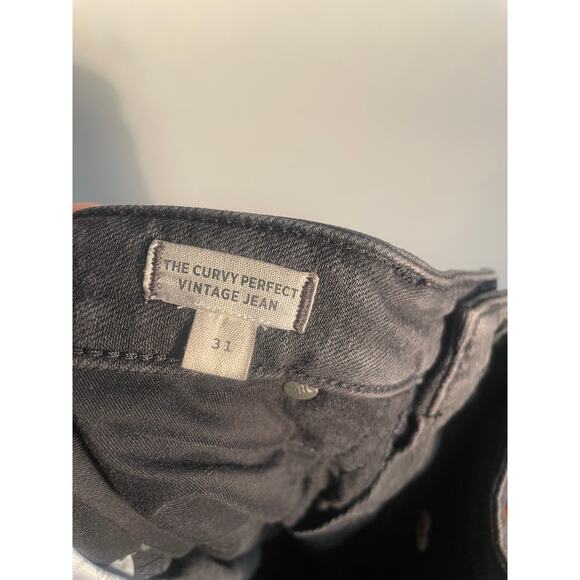 THE CURVY PERFECT
VINTAGE JEAN
31